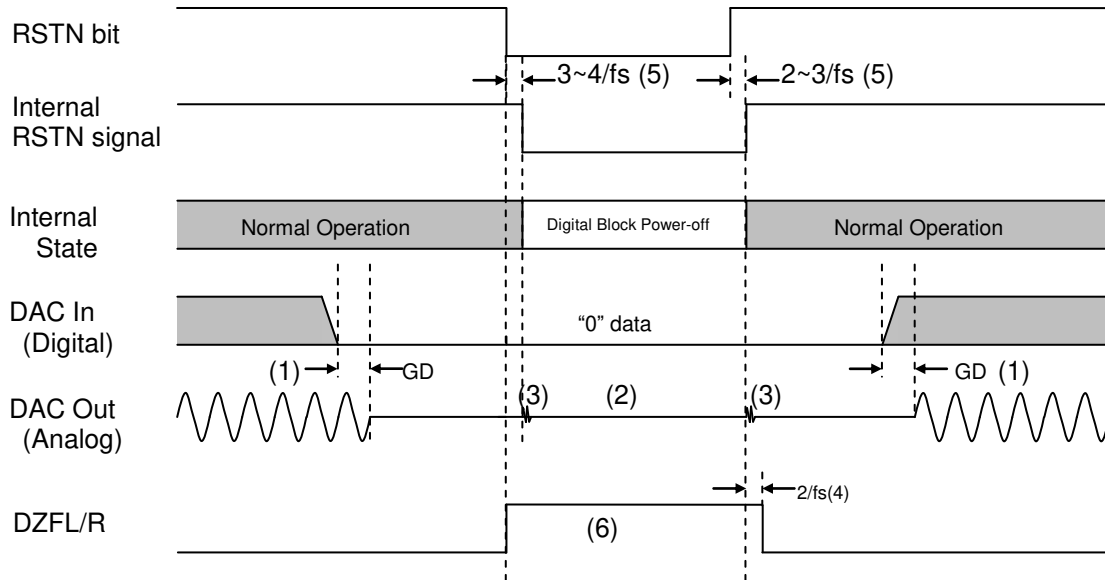 RSTN bit
3~4/fs (5)
2~3/fs (5)
Internal
RSTN signal
Internal
State
Normal Operation
Digital Block Power-off
Normal Operation
DAC In
(Digital)
“0” data
(1)
GD
GD
(1)
DAC Out
(Analog)
(3)
(2)
(3)
2/fs(4)
DZFL/R
(6)